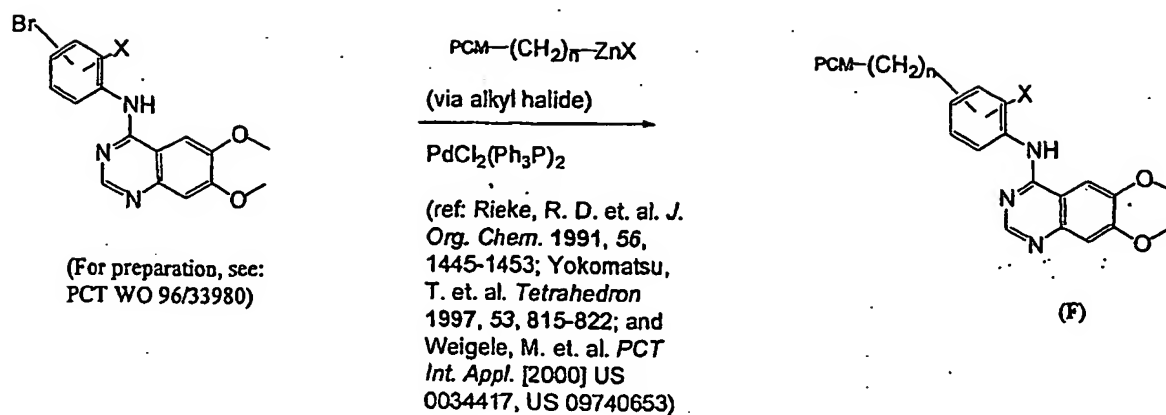 Br
X
NH
N
N
O
O
(For preparation, see:
PCT WO 96/33980)
PCM—(CH2)n—ZnX
(via alkyl halide)
PdCl2(Ph3P)2
(ref: Rieke, R. D. et. al. J.
Org. Chem. 1991, 56,
1445-1453; Yokomatsu,
T. et. al. Tetrahedron
1997, 53, 815-822; and
Weigele, M. et. al. PCT
Int. Appl. [2000] US
0034417, US 09740653)
PCM—(CH2)n
X
NH
N
N
O
O
(F)